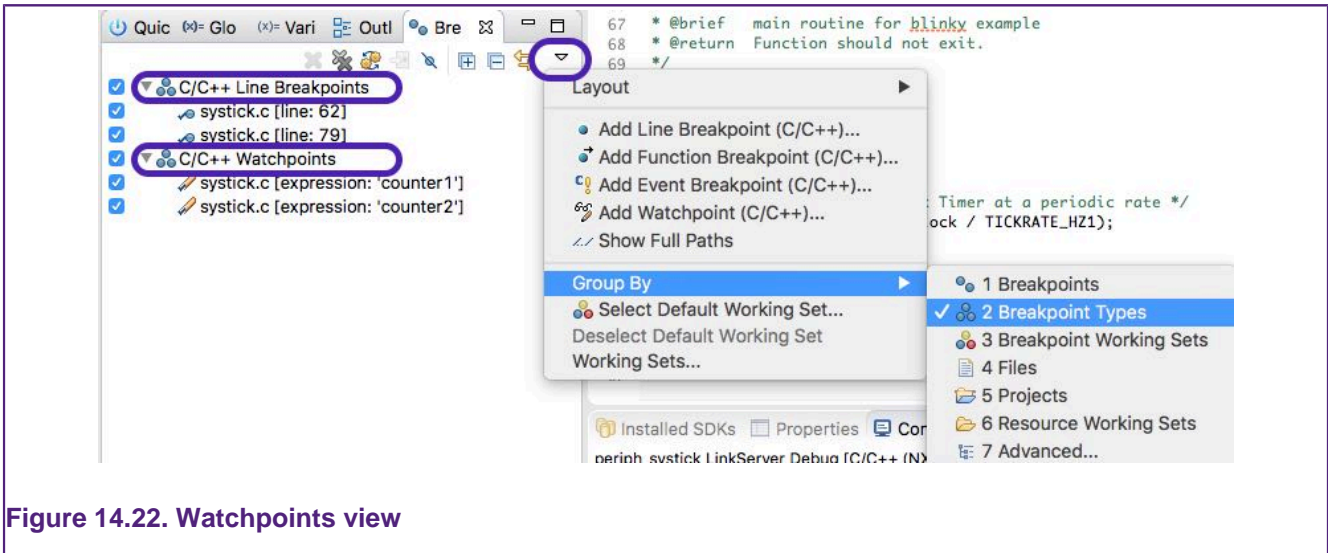 Quic (x)= Glo (x)= Vari Outl Bre
C/C++ Line Breakpoints
systick.c [line: 62]
systick.c [line: 79]
C/C++ Watchpoints
systick.c [expression: 'counter1']
systick.c [expression: 'counter2']
67 * @brief main routine for blinky example
68 * @return Function should not exit.
69 */
Layout
Add Line Breakpoint (C/C++)...
Add Function Breakpoint (C/C++)...
Add Event Breakpoint (C/C++)...
Add Watchpoint (C/C++)...
Show Full Paths
Group By
Select Default Working Set...
Deselect Default Working Set
Working Sets...
Timer at a periodic rate */
ock / TICKRATE_HZ1);
1 Breakpoints
2 Breakpoint Types
3 Breakpoint Working Sets
4 Files
5 Projects
6 Resource Working Sets
7 Advanced...
Installed SDKs Properties Con
periph_systick LinkServer Debug [C/C++ (NX
Figure 14.22. Watchpoints view